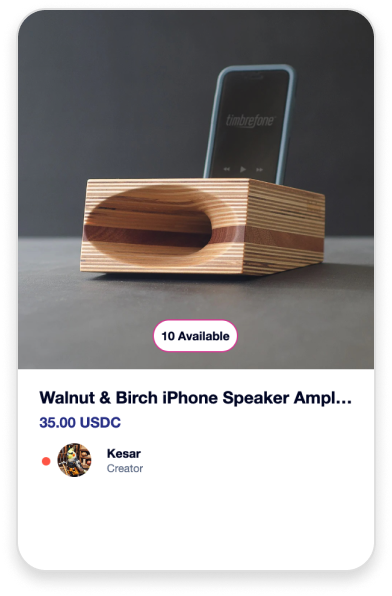 timbrefone
10 Available
Walnut & Birch iPhone Speaker Ampl...
35.00 USDC
Kesar
Creator